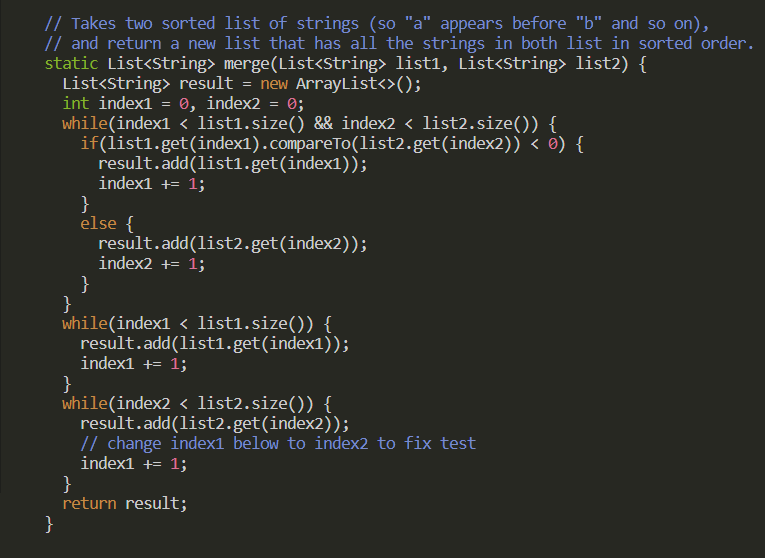 // Takes two sorted list of strings (so "a" appears before "b" and so on),
// and return a new list that has all the strings in both list in sorted order.
static List<String> merge(List<String> list1, List<String> list2) {
  List<String> result = new ArrayList<>();
  int index1 = 0, index2 = 0;
  while(index1 < list1.size() && index2 < list2.size()) {
    if(list1.get(index1).compareTo(list2.get(index2)) < 0) {
      result.add(list1.get(index1));
      index1 += 1;
    }
    else {
      result.add(list2.get(index2));
      index2 += 1;
    }
  }
  while(index1 < list1.size()) {
    result.add(list1.get(index1));
    index1 += 1;
  }
  while(index2 < list2.size()) {
    result.add(list2.get(index2));
    // change index1 below to index2 to fix test
    index1 += 1;
  }
  return result;
}